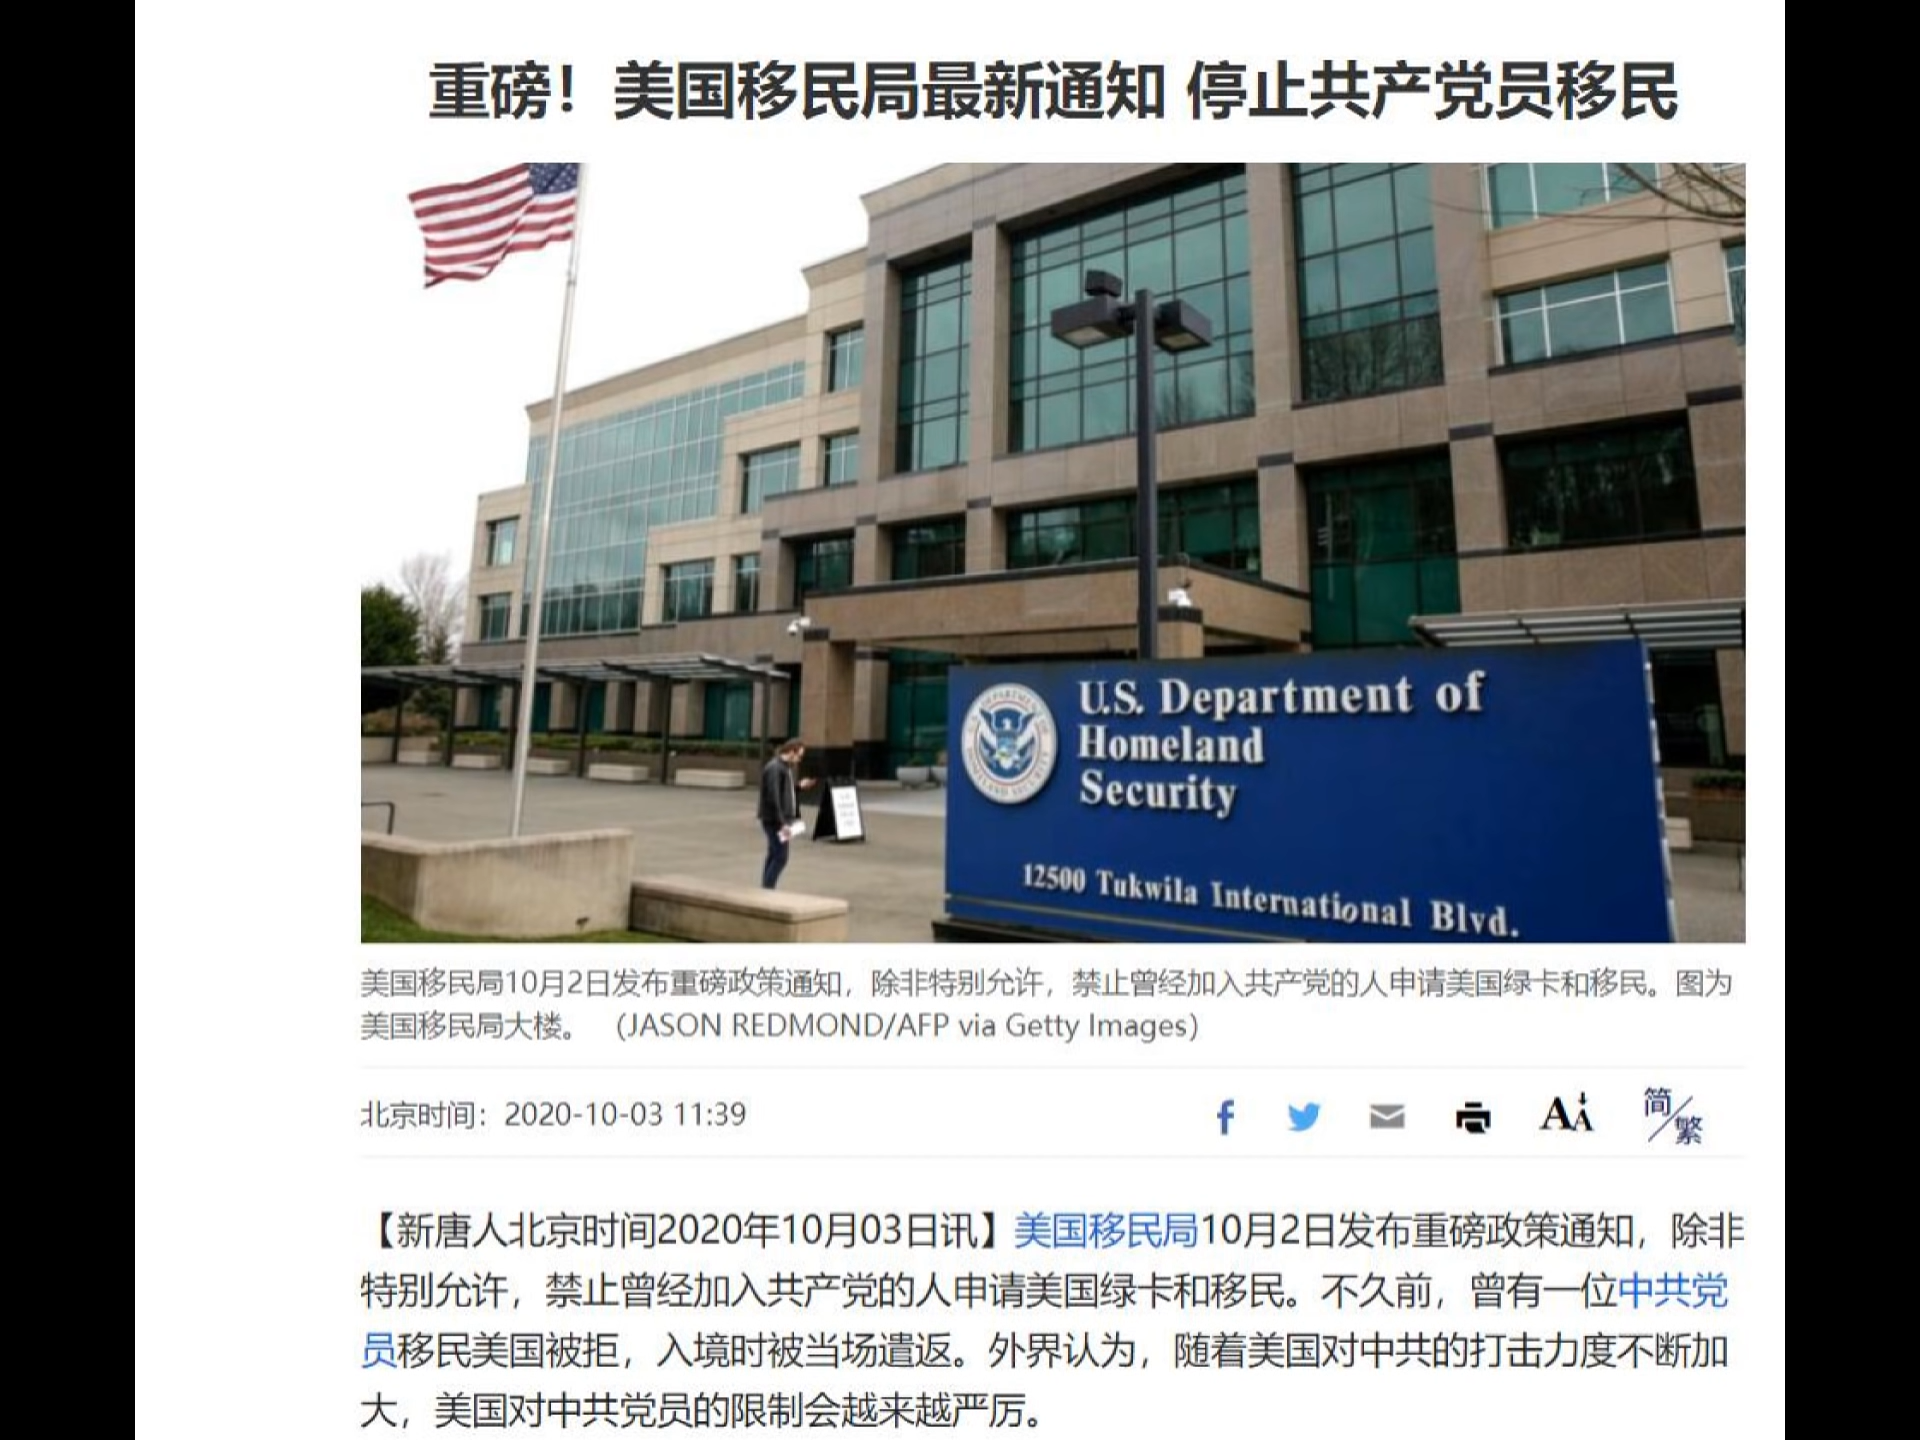 重磅！美国移民局最新通知 停止共产党员移民
U.S. Department of
Homeland
Security
12500 Tukwila International Blvd.
美国移民局10月2日发布重磅政策通知，除非特别允许，禁止曾经加入共产党的人申请美国绿卡和移民。图为
美国移民局大楼。 （JASON REDMOND/AFP via Getty Images）
北京时间：2020-10-03 11:39
AA
简/繁
【新唐人北京时间2020年10月03日讯】美国移民局10月2日发布重磅政策通知，除非
特别允许，禁止曾经加入共产党的人申请美国绿卡和移民。不久前，曾有一位中共党
员移民美国被拒，入境时被当场遣返。外界认为，随着美国对中共的打击力度不断加
大，美国对中共党员的限制会越来越严厉。